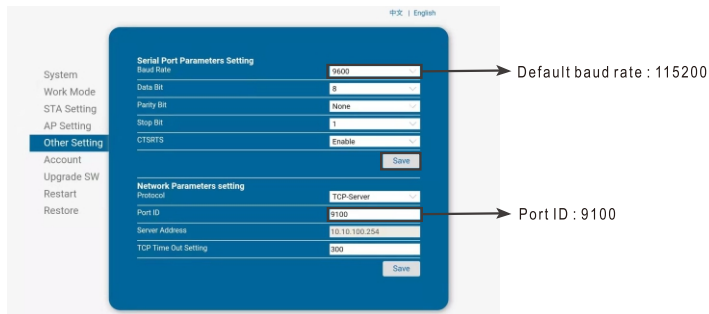 中文 | English
System
Work Mode
STA Setting
AP Setting
Other Setting
Account
Upgrade SW
Restart
Restore
Serial Port Parameters Setting
Baud Rate 9600
Data Bit 8
Parity Bit None
Stop Bit 1
CTSRTS Enable
Save
Network Parameters setting
Protocol TCP-Server
Port ID 9100
Server Address 10.10.100.254
TCP Time Out Setting 300
Save
Default baud rate : 115200
Port ID : 9100